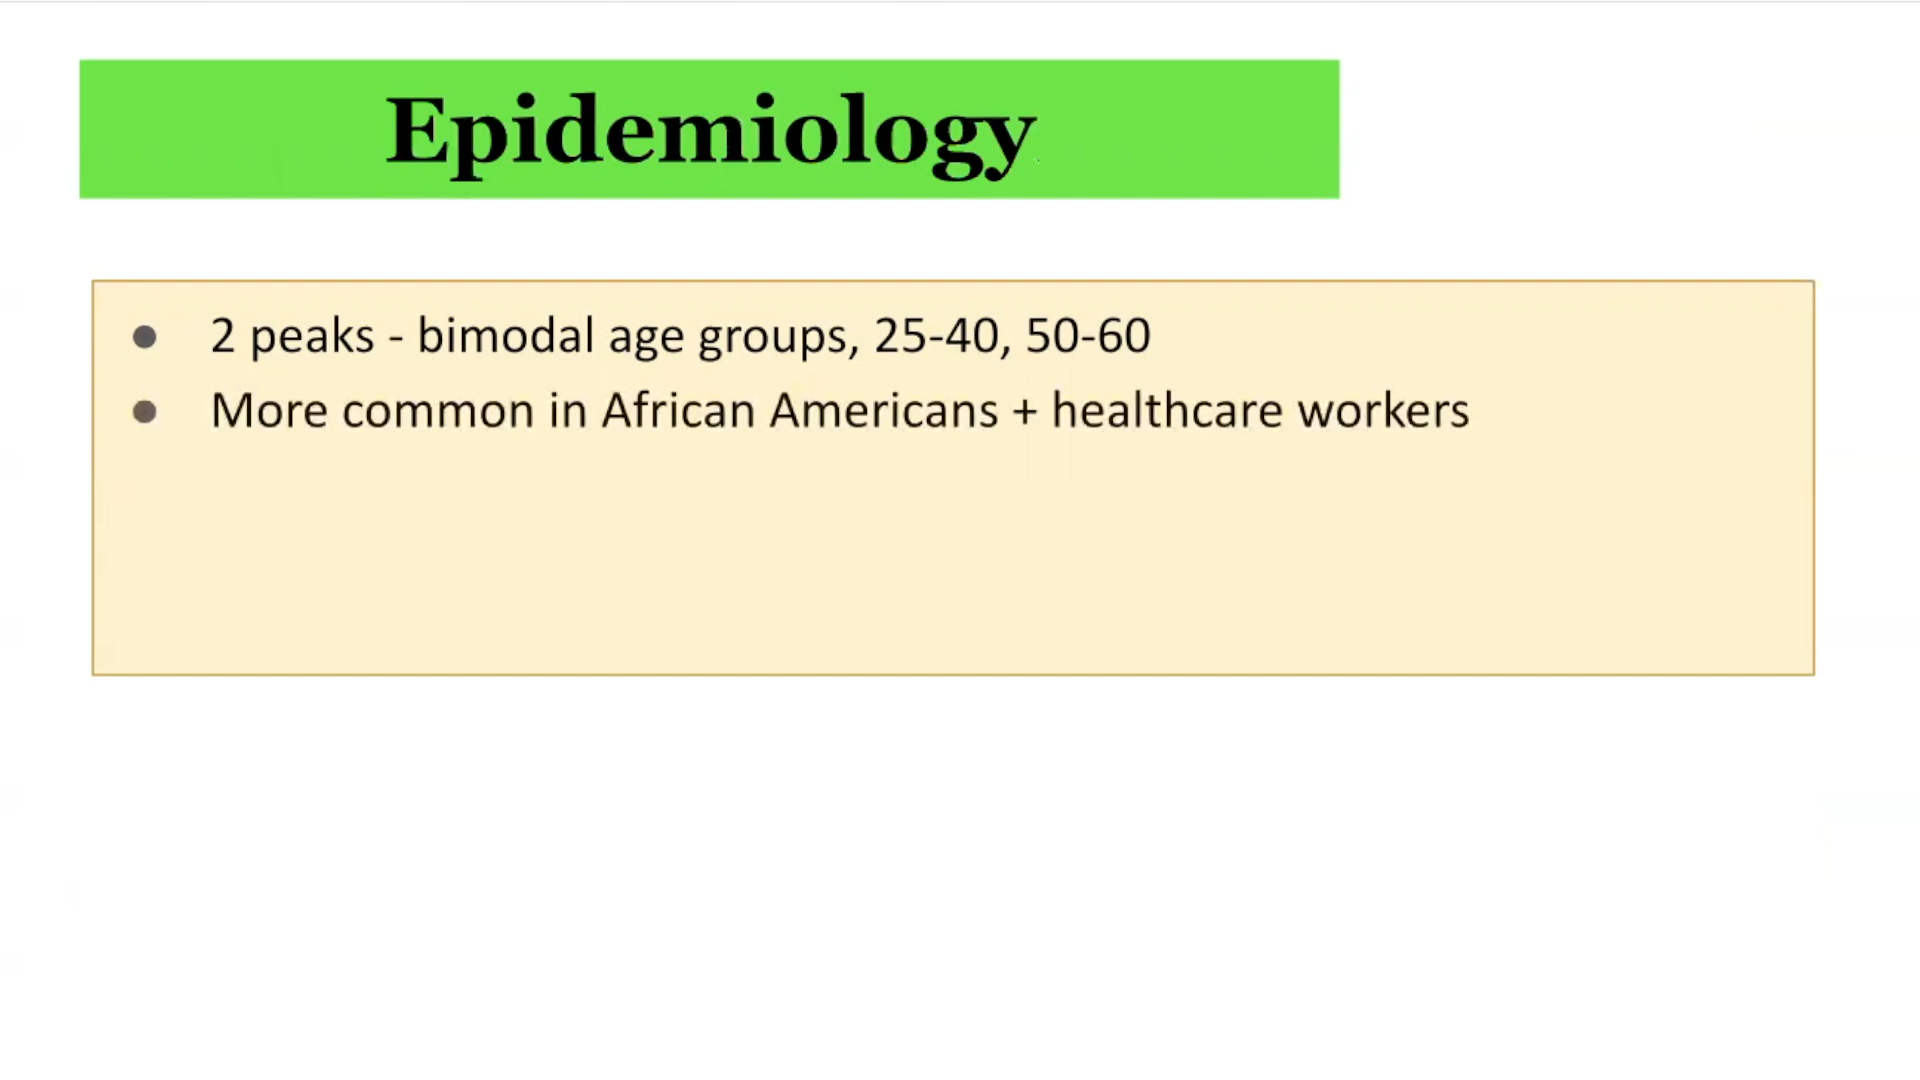 Epidemiology
● 2 peaks - bimodal age groups, 25-40, 50-60
● More common in African Americans + healthcare workers